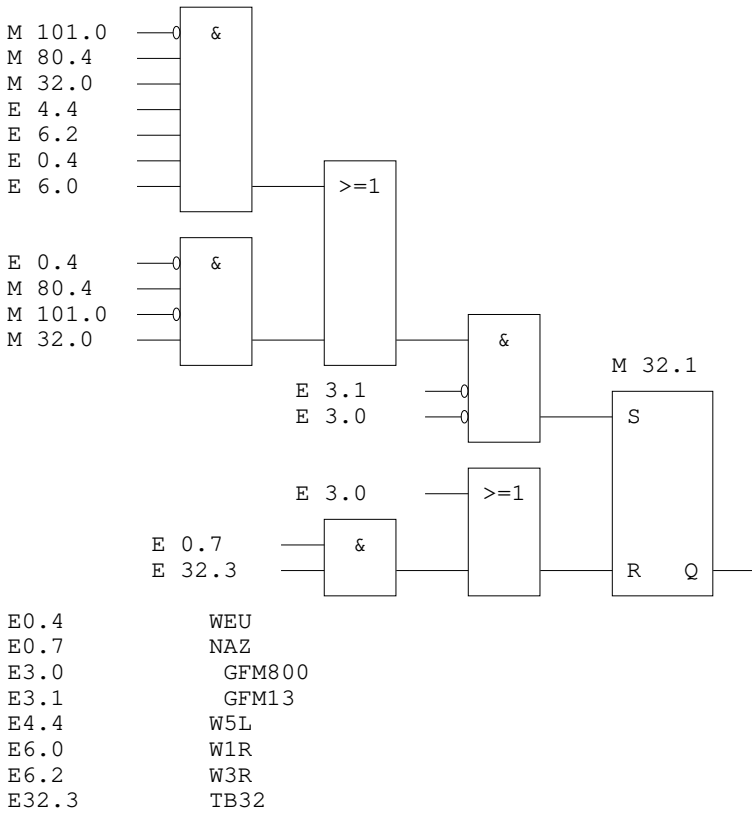 M 101.0 &
M 80.4
M 32.0
E 4.4
E 6.2
E 0.4
E 6.0 >=1
E 0.4 &
M 80.4
M 101.0
M 32.0 &
M 32.1
E 3.1
E 3.0 S
E 3.0 >=1
E 0.7 &
E 32.3 R Q
E0.4 WEU
E0.7 NAZ
E3.0 GFM800
E3.1 GFM13
E4.4 W5L
E6.0 W1R
E6.2 W3R
E32.3 TB32